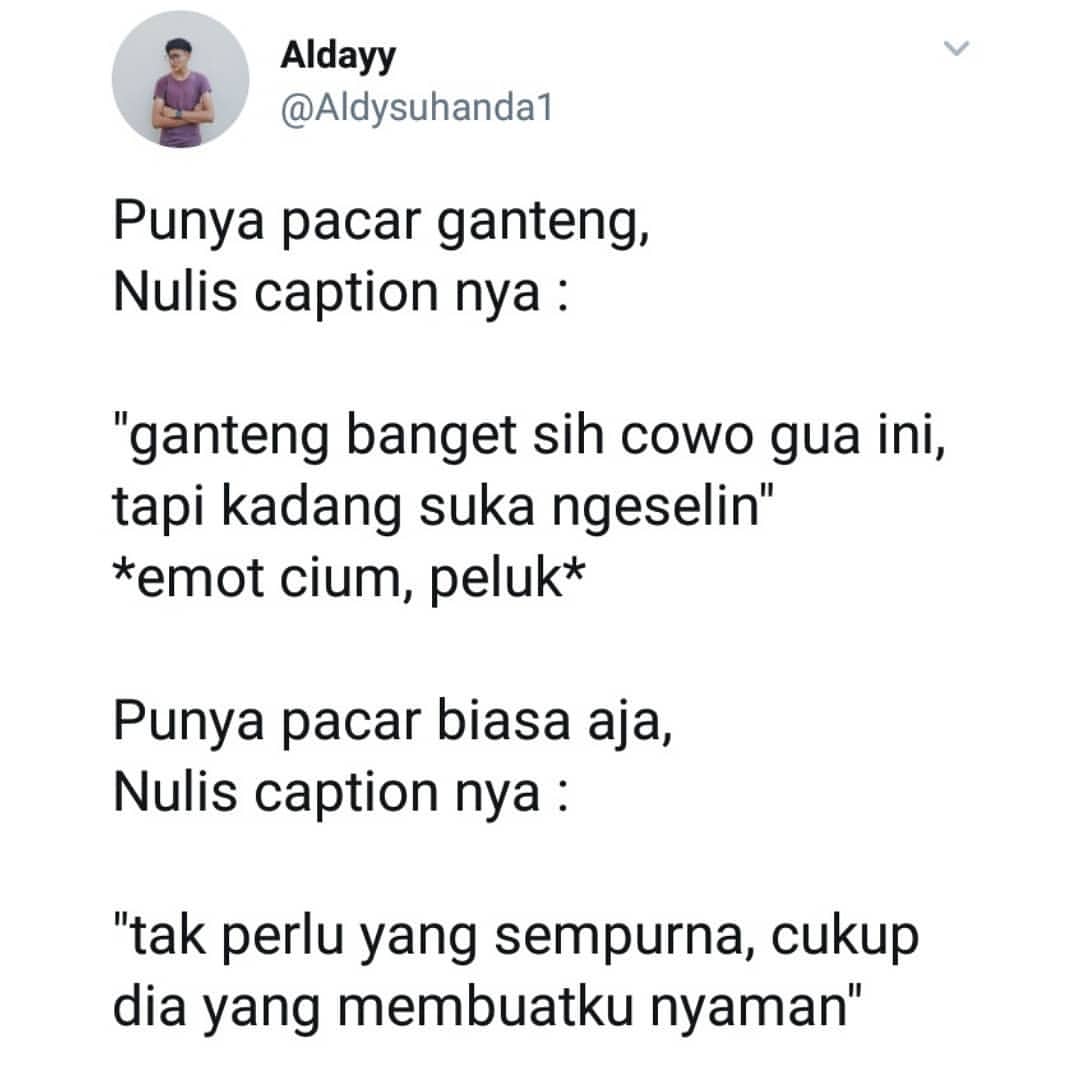 Aldayy
@Aldysuhanda1
Punya pacar ganteng,
Nulis caption nya :
"ganteng banget sih cowo gua ini,
tapi kadang suka ngeselin"
*emot cium, peluk*
Punya pacar biasa aja,
Nulis caption nya :
"tak perlu yang sempurna, cukup
dia yang membuatku nyaman"